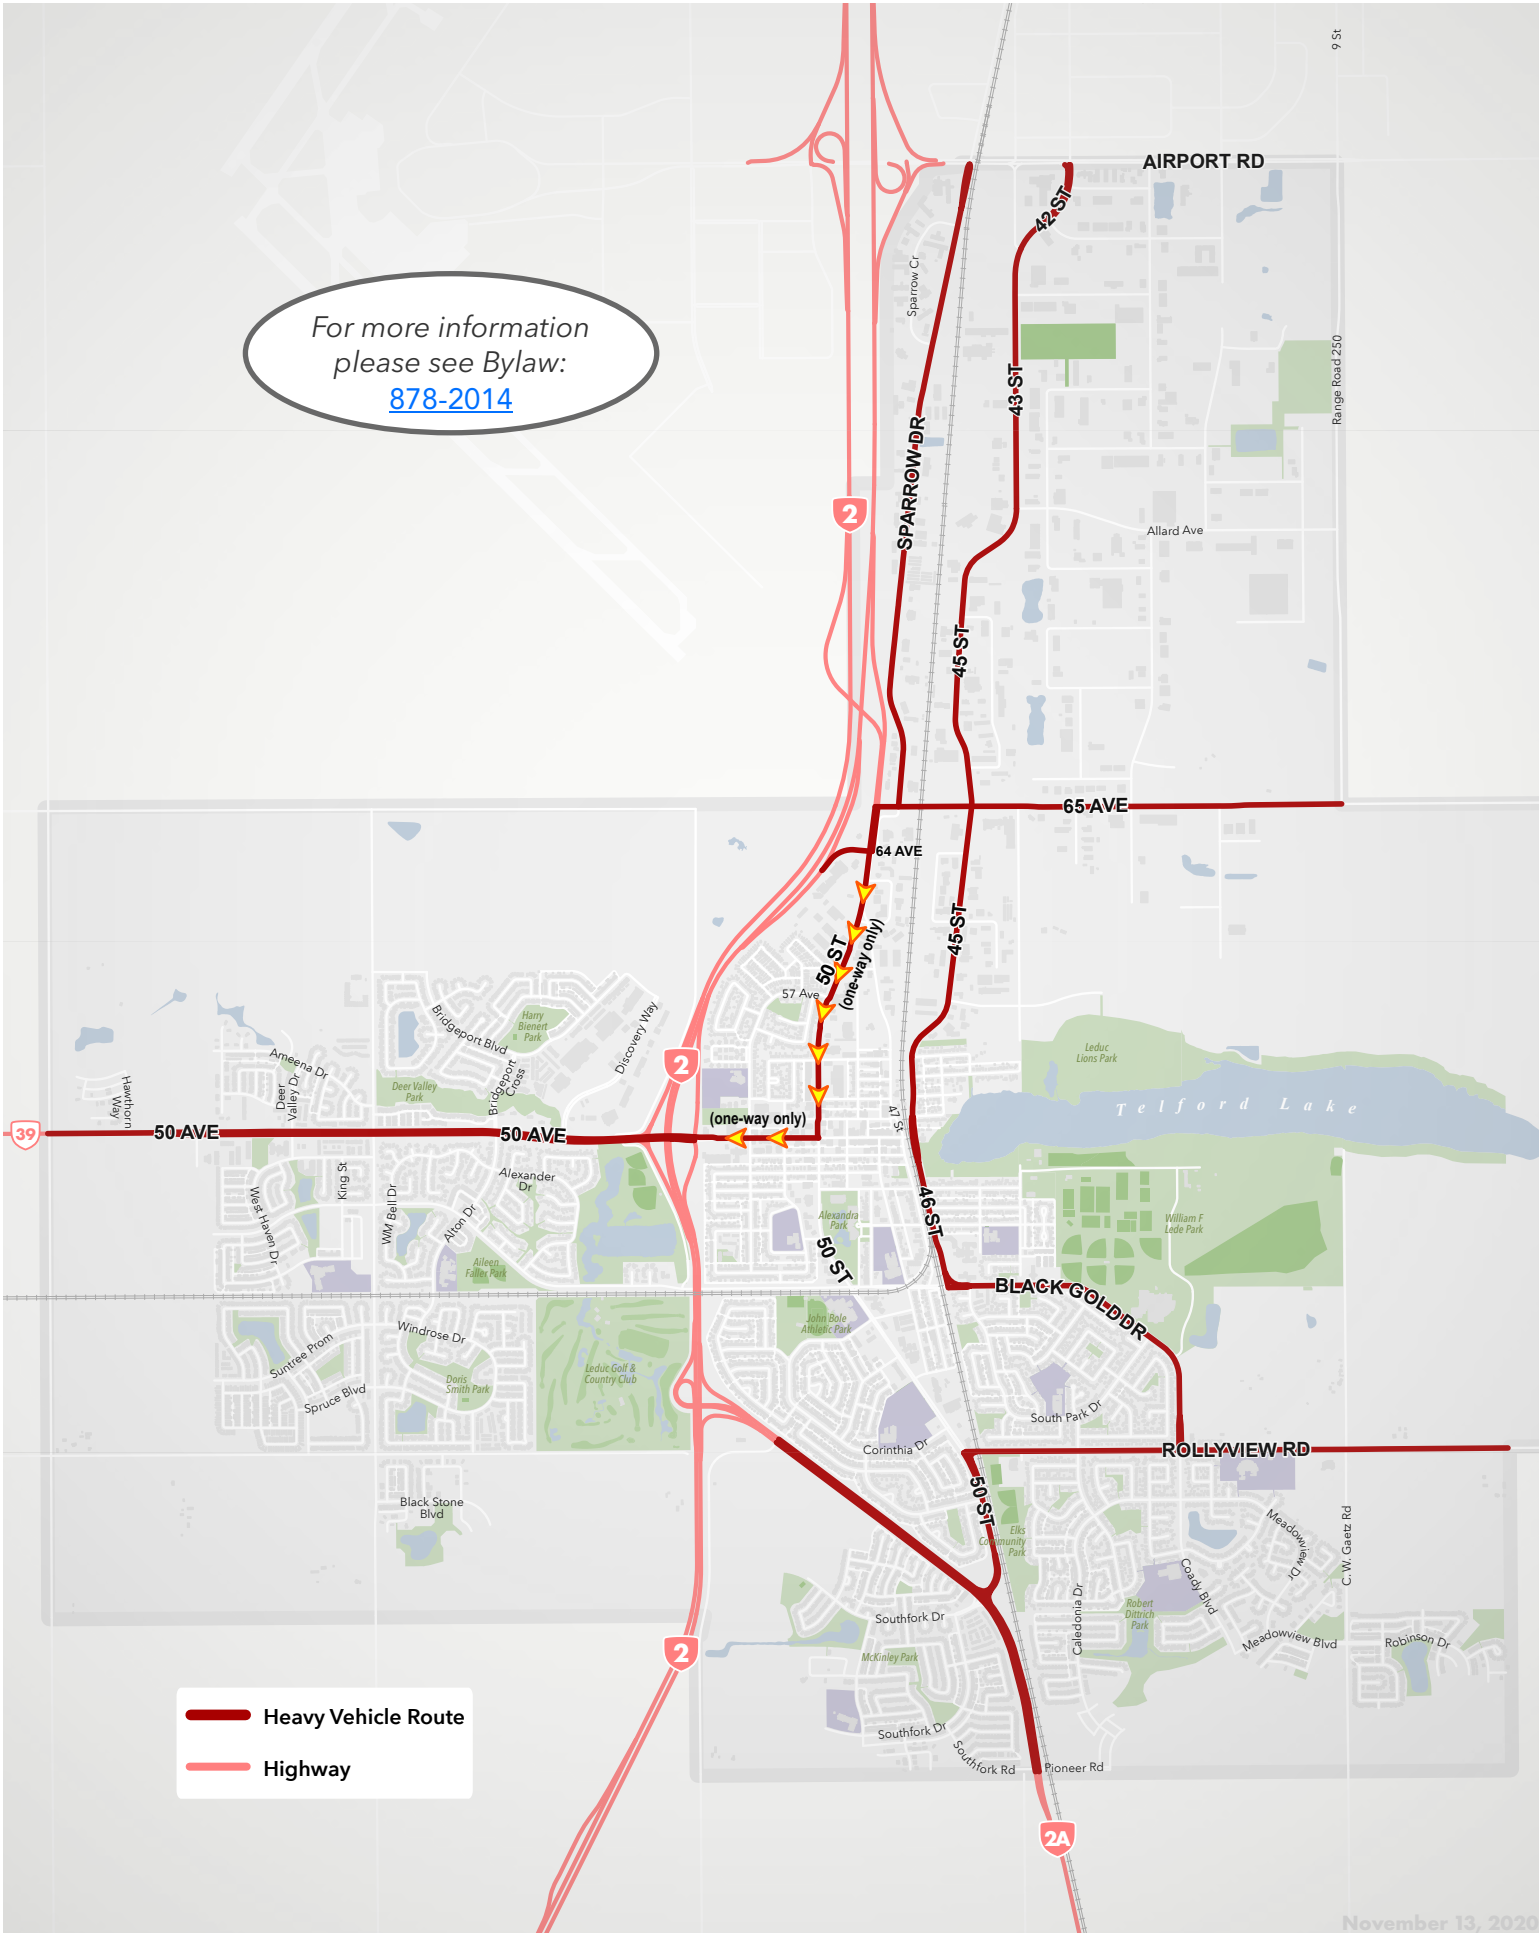 9 St
AIRPORT RD
42 ST
Sparrow Cr
For more information
please see Bylaw:
878-2014
43 ST
Range Road 250
SPARROW DR
2
Allard Ave
45 ST
65 AVE
64 AVE
45 ST
50 ST
(one-way only)
57 Ave
Harry
Bienert
Park
Bridgeport Blvd
Discovery Way
Leduc
Lions Park
Ameena Dr
2
Bridgeport
Cross
Deer
Valley Dr
Deer Valley
Park
Hawthorn
Way
47 St
Telford Lake
(one-way only)
39
50 AVE
50 AVE
Alexander
Dr
King St
WM Bell Dr
West Haven Dr
Alton Dr
46 ST
Alexandra
Park
William F
Lede Park
50 ST
Aileen
Faller Park
BLACK GOLD DR
John Bole
Athletic Park
Windrose Dr
Suntree Prom
Leduc Golf &
Country Club
Doris
Smith Park
Spruce Blvd
South Park Dr
Corinthia Dr
ROLLYVIEW RD
50 ST
Black Stone
Blvd
Elks
Community
Park
Meadowview Dr
C. W. Gaetz Rd
Coady Blvd
Caledonia Dr
Robert
Dittrich
Park
Southfork Dr
Meadowview Blvd
Robinson Dr
2
McKinley Park
Heavy Vehicle Route
Southfork Dr
Southfork Rd
Pioneer Rd
Highway
2A
November 13, 2020